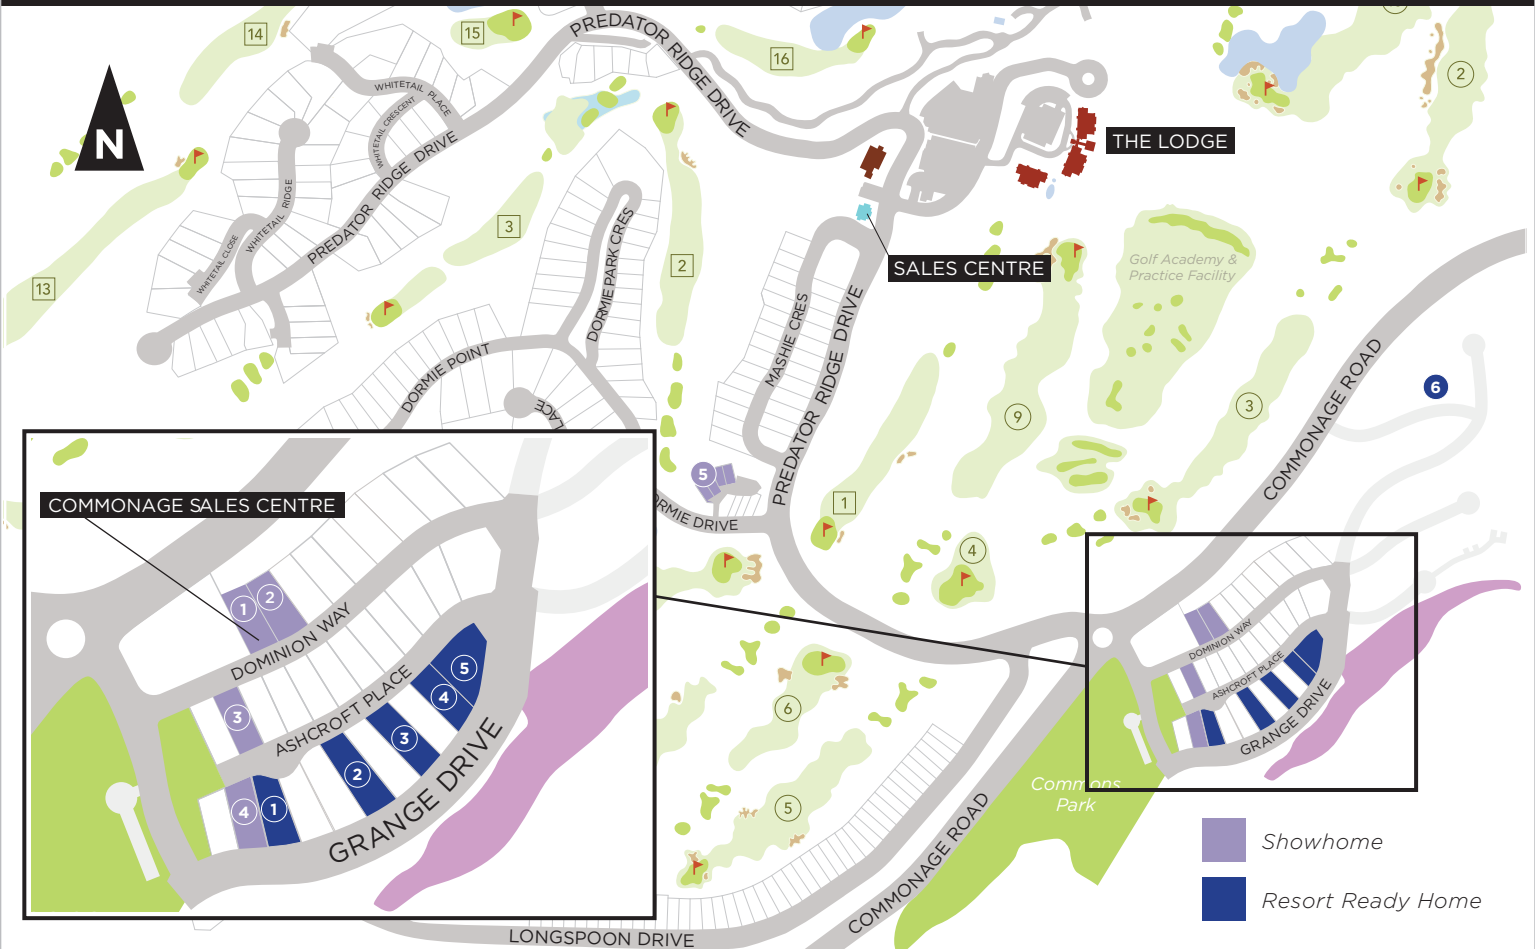 14
15
16
PREDATOR RIDGE DRIVE
2
WHITETAIL PLACE
WHITETAIL CRESCENT
N
PREDATOR RIDGE DRIVE
THE LODGE
WHITETAIL RIDGE
WHITETAIL CLOSE
3
DORMIE PARK CRES
2
SALES CENTRE
Golf Academy &
Practice Facility
13
MASHIE CRES
PREDATOR RIDGE DRIVE
DORMIE POINT
COMMONAGE ROAD
6
3
9
ACE
5
1
ORMIE DRIVE
4
COMMONAGE SALES CENTRE
1
2
DOMINION WAY
3
ASHCROFT PLACE
5
4
3
2
4
1
GRANGE DRIVE
DOMINION WAY
ASHCROFT PLACE
GRANGE DRIVE
6
5
Commons
Park
COMMONAGE ROAD
LONGSPOON DRIVE
Showhome
Resort Ready Home